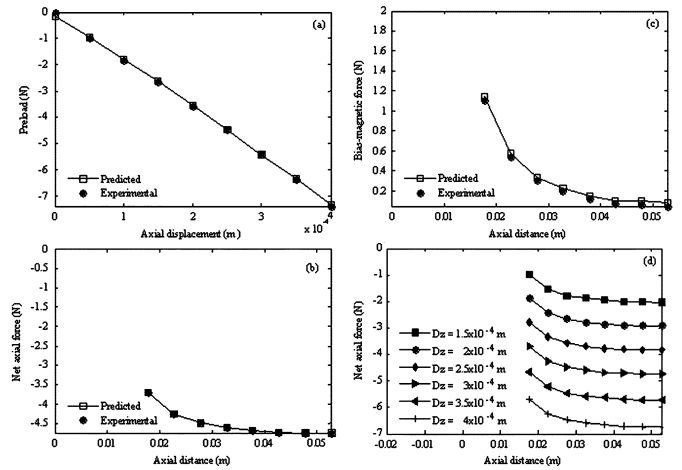 (a)
Preload (N)
0
-1
-2
-3
-4
-5
-6
-7
Predicted
Experimental
0 1 2 3 4
x 10 -4
Axial displacement (m )
(c)
Bias-magnetic force (N)
2
1.8
1.6
1.4
1.2
1
0.8
0.6
0.4
0.2
Predicted
Experimental
0 0.01 0.02 0.03 0.04 0.05
Axial distance (m)
(b)
Net axial force (N)
0
-0.5
-1
-1.5
-2
-2.5
-3
-3.5
-4
-4.5
Predicted
Experimental
0 0.01 0.02 0.03 0.04 0.05
Axial distance (m)
(d)
Net axial force (N)
0
-1
-2
-3
-4
-5
-6
-7
Dz = 1.5x10 -4 m
Dz = 2x10 -4 m
Dz = 2.5x10 -4 m
Dz = 3x10 -4 m
Dz = 3.5x10 -4 m
Dz = 4x10 -4 m
-0.02 -0.01 0 0.01 0.02 0.03 0.04 0.05
Axial distance (m)